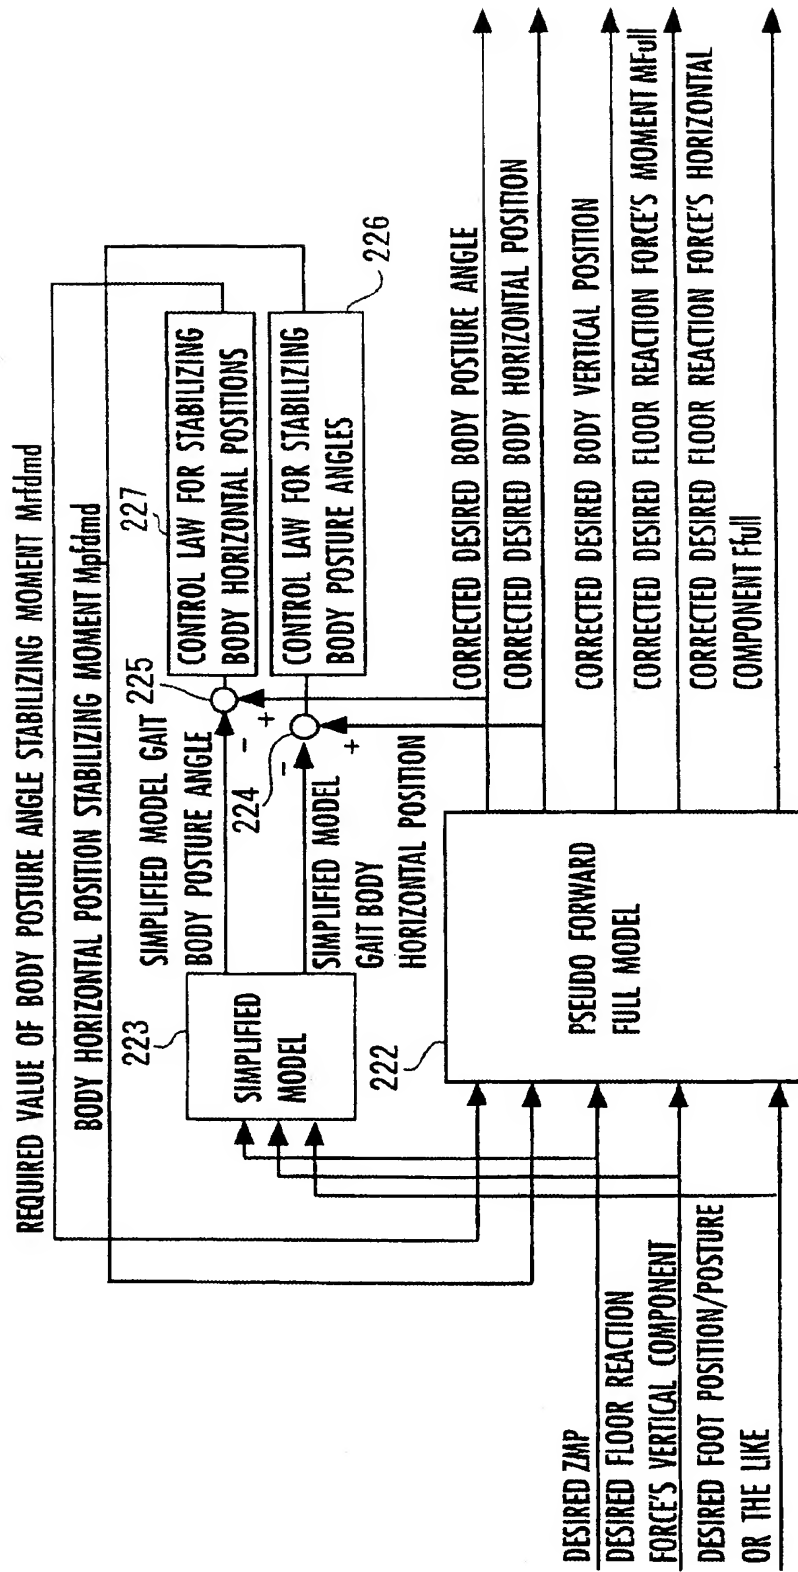 REQUIRED VALUE OF BODY POSTURE ANGLE STABILIZING MOMENT Mrfdmd
BODY HORIZONTAL POSITION STABILIZING MOMENT Mpfdmd
227
CONTROL LAW FOR STABILIZING
BODY HORIZONTAL POSITIONS
CONTROL LAW FOR STABILIZING
BODY POSTURE ANGLES
226
225
SIMPLIFIED MODEL GAIT
BODY POSTURE ANGLE
-
+
224
-
+
SIMPLIFIED MODEL
GAIT BODY
HORIZONTAL POSITION
223
SIMPLIFIED
MODEL
222
PSEUDO FORWARD
FULL MODEL
DESIRED ZMP
DESIRED FLOOR REACTION
FORCE'S VERTICAL COMPONENT
DESIRED FOOT POSITION/POSTURE
OR THE LIKE
CORRECTED DESIRED BODY POSTURE ANGLE
CORRECTED DESIRED BODY HORIZONTAL POSITION
CORRECTED DESIRED BODY VERTICAL POSITION
CORRECTED DESIRED FLOOR REACTION FORCE'S MOMENT MFull
CORRECTED DESIRED FLOOR REACTION FORCE'S HORIZONTAL
COMPONENT Ffull